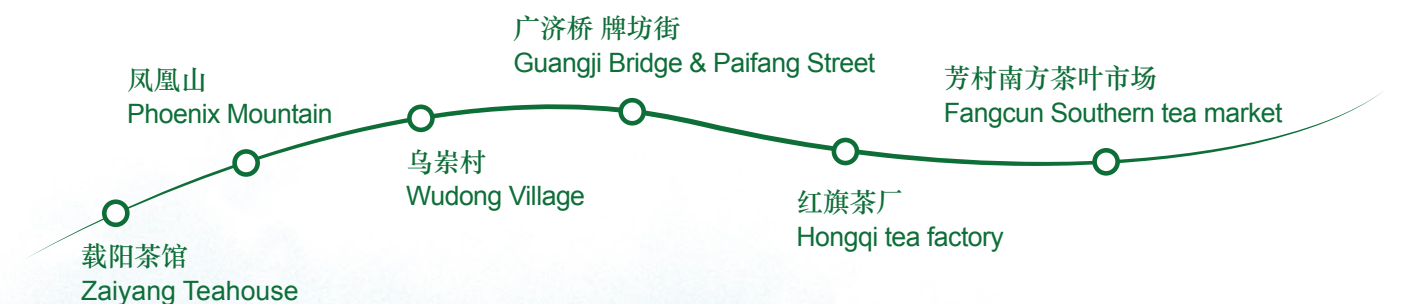 载阳茶馆
Zaiyang Teahouse
凤凰山
Phoenix Mountain
乌岽村
Wudong Village
广济桥 牌坊街
Guangji Bridge & Paifang Street
红旗茶厂
Hongqi tea factory
芳村南方茶叶市场
Fangcun Southern tea market